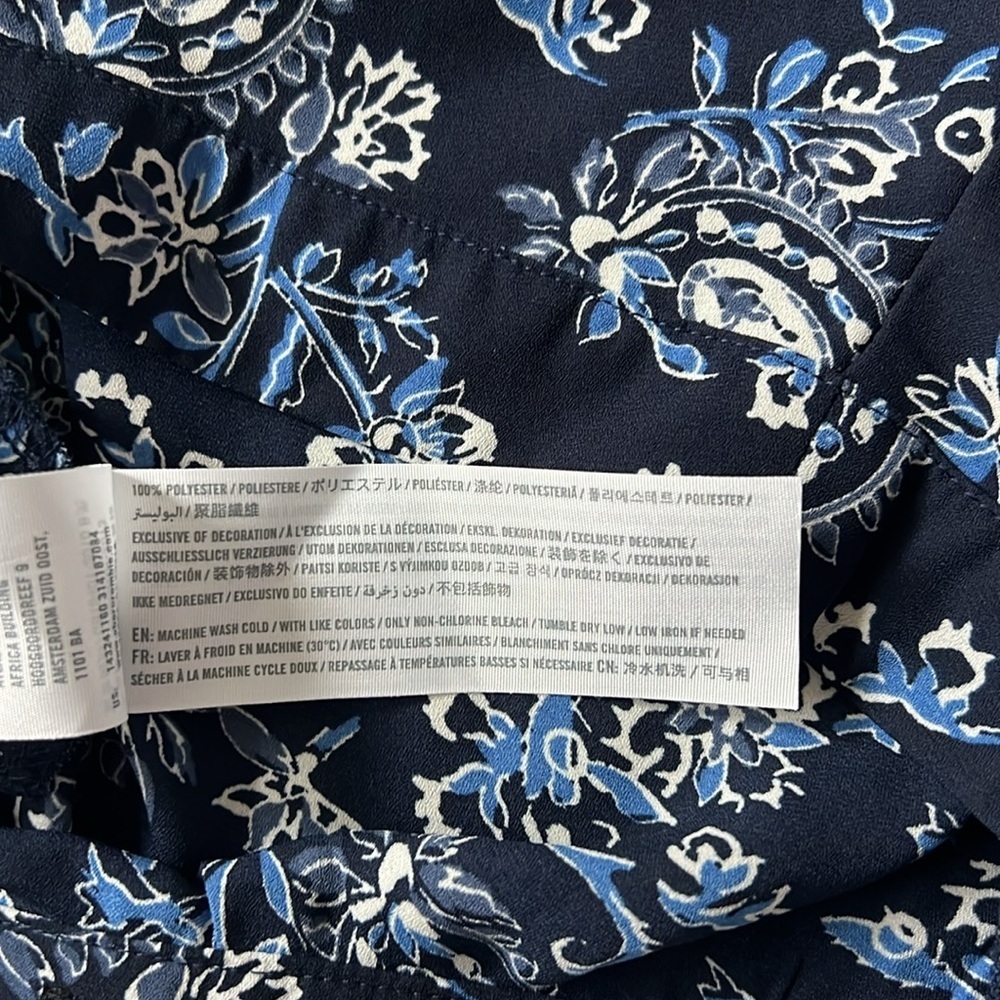 100% POLYESTER / POLIESTERE / ポリエステル / POLIÉSTER / 涤纶 / POLYESTERIÄ / 폴리에스테르 / POLIESTER /
البوليستر / 聚脂纖維
EXCLUSIVE OF DECORATION / À L'EXCLUSION DE LA DÉCORATION / EKSKL. DEKORATION / EXCLUSIEF DECORATIE /
AUSSCHLIESSLICH VERZIERUNG / UTOM DEKORATIONEN / ESCLUSA DECORAZIONE / 装飾を除く / EXCLUSIVO DE
DECORACIÓN / 装饰物除外 / PAITSI KORISTE / S VÝJIMKOU OZDOB / 고급 장식 / OPRÓCZ DEKORACJI / DEKORASJON
IKKE MEDREGNET / EXCLUSIVO DO ENFEITE / دون زخرفة / 不包括飾物
EN: MACHINE WASH COLD / WITH LIKE COLORS / ONLY NON-CHLORINE BLEACH / TUMBLE DRY LOW / LOW IRON IF NEEDED
FR: LAVER À FROID EN MACHINE (30°C) / AVEC COULEURS SIMILAIRES / BLANCHIMENT SANS CHLORE UNIQUEMENT /
SÉCHER À LA MACHINE CYCLE DOUX / REPASSAGE À TEMPÉRATURES BASSES SI NÉCESSAIRE CN: 冷水机洗 / 可与相
AFRICA BUILDING
HOOGOORDDREEF 9
AMSTERDAM ZUID OOST,
1101 BA